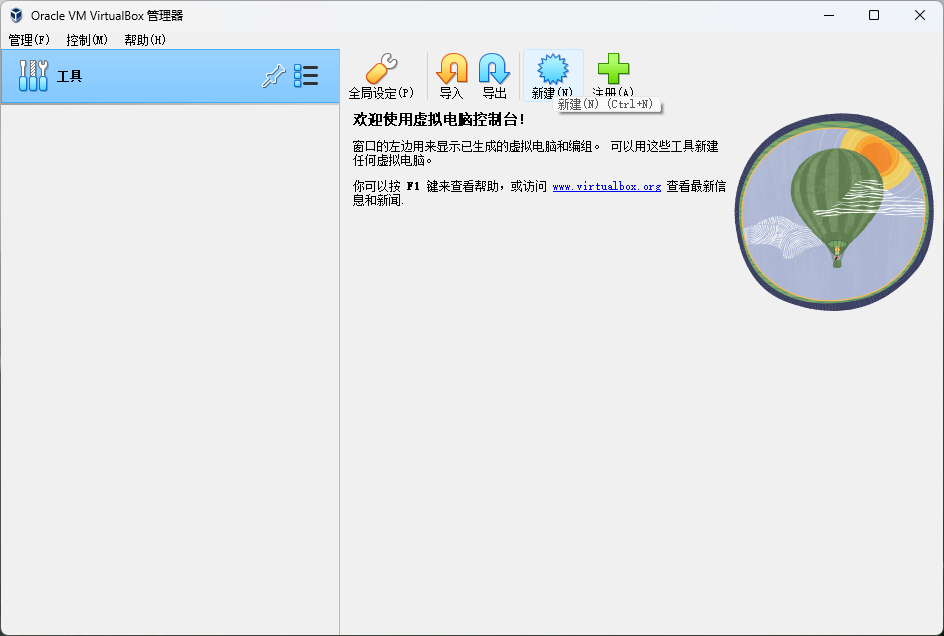 Oracle VM VirtualBox 管理器
管理(F) 控制(M) 帮助(H)
工具
全局设定(P) 导入 导出 新建(N) 注册(A)
新建(N) (Ctrl+N)
欢迎使用虚拟电脑控制台!
窗口的左边用来显示已生成的虚拟电脑和编组。 可以用这些工具新建
任何虚拟电脑。
你可以按 F1 键来查看帮助，或访问 www.virtualbox.org 查看最新信
息和新闻.